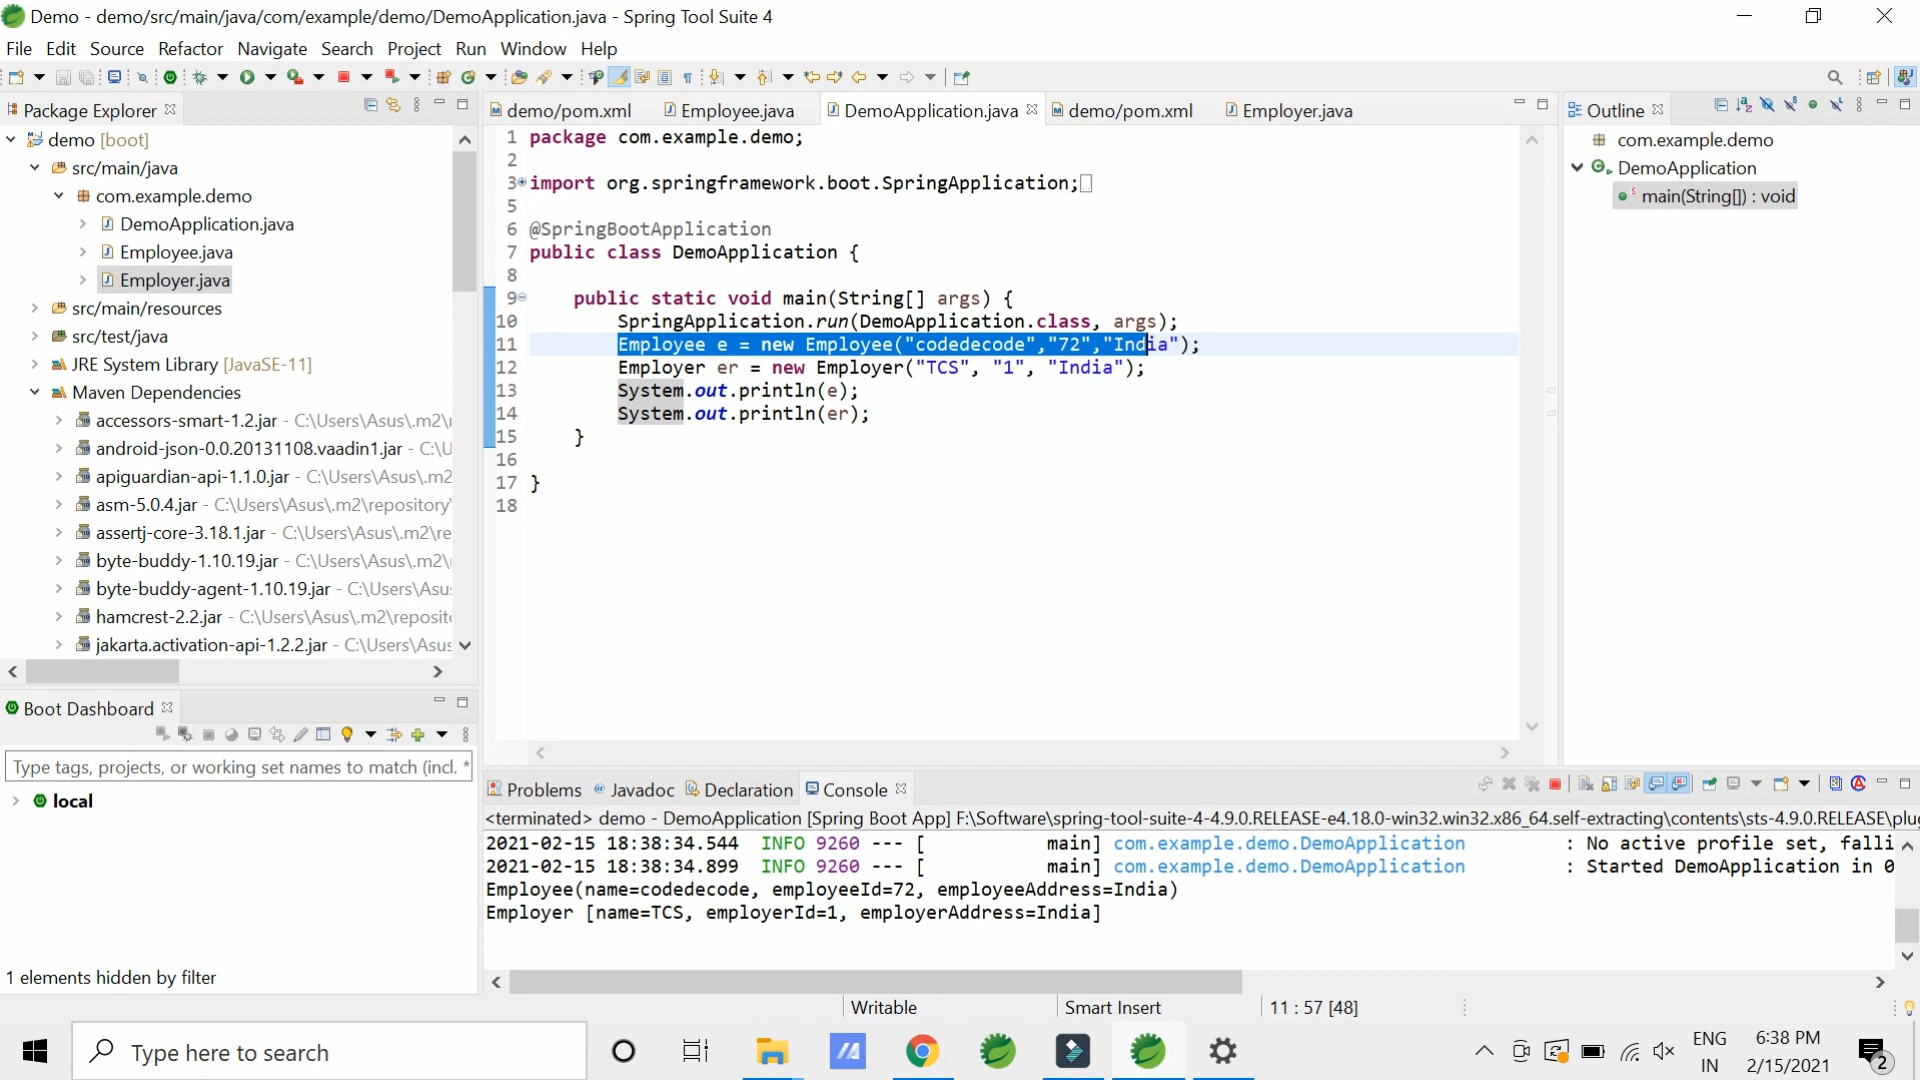 Demo - demo/src/main/java/com/example/demo/DemoApplication.java - Spring Tool Suite 4
File Edit Source Refactor Navigate Search Project Run Window Help
Package Explorer
demo [boot]
src/main/java
com.example.demo
DemoApplication.java
Employee.java
Employer.java
src/main/resources
src/test/java
JRE System Library [JavaSE-11]
Maven Dependencies
accessors-smart-1.2.jar - C:\Users\Asus\.m2\
android-json-0.0.20131108.vaadin1.jar - C:\U
apiguardian-api-1.1.0.jar - C:\Users\Asus\.m2
asm-5.0.4.jar - C:\Users\Asus\.m2\repository\
assertj-core-3.18.1.jar - C:\Users\Asus\.m2\re
byte-buddy-1.10.19.jar - C:\Users\Asus\.m2\
byte-buddy-agent-1.10.19.jar - C:\Users\Asu
hamcrest-2.2.jar - C:\Users\Asus\.m2\reposit
jakarta.activation-api-1.2.2.jar - C:\Users\Asus
Boot Dashboard
Type tags, projects, or working set names to match (incl. *
local
1 elements hidden by filter
demo/pom.xml Employee.java DemoApplication.java demo/pom.xml Employer.java
1 package com.example.demo;
2
3 import org.springframework.boot.SpringApplication;
5
6 @SpringBootApplication
7 public class DemoApplication {
8
9 public static void main(String[] args) {
10 SpringApplication.run(DemoApplication.class, args);
11 Employee e = new Employee("codedecode","72","India");
12 Employer er = new Employer("TCS", "1", "India");
13 System.out.println(e);
14 System.out.println(er);
15 }
16
17 }
18
Outline
com.example.demo
DemoApplication
main(String[]) : void
Problems Javadoc Declaration Console
<terminated> demo - DemoApplication [Spring Boot App] F:\Software\spring-tool-suite-4-4.9.0.RELEASE-e4.18.0-win32.win32.x86_64.self-extracting\contents\sts-4.9.0.RELEASE\plu
2021-02-15 18:38:34.544 INFO 9260 --- [ main] com.example.demo.DemoApplication : No active profile set, falli
2021-02-15 18:38:34.899 INFO 9260 --- [ main] com.example.demo.DemoApplication : Started DemoApplication in 0
Employee(name=codedecode, employeeId=72, employeeAddress=India)
Employer [name=TCS, employerId=1, employerAddress=India]
Writable Smart Insert 11 : 57 [48]
Type here to search
ENG
IN
6:38 PM
2/15/2021
2